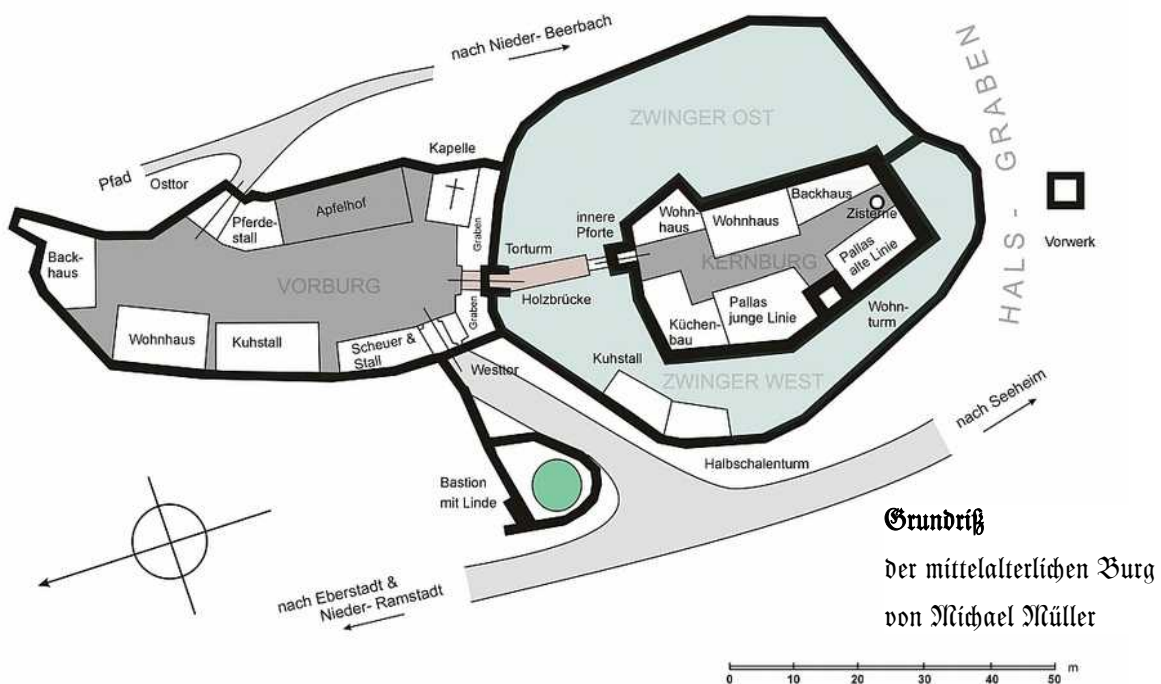 nach Nieder- Beerbach
HALS - GRABEN
ZWINGER OST
Kapelle
Pfad
Osttor
Vorwerk
Apfelhof
Pferde-
stall
Graben
innere
Pforte
Wohn-
haus
Wohnhaus
Backhaus
Zisterne
Torturm
Back-
haus
VORBURG
KERNBURG
Pallas
alte Linie
Holzbrücke
Graben
Küchen-
bau
Pallas
junge Linie
Wohn-
turm
Wohnhaus
Kuhstall
Scheuer &
Stall
Westtor
Kuhstall
ZWINGER WEST
nach Seeheim
Halbschalenturm
Bastion
mit Linde
Grundriß
der mittelalterlichen Burg
von Michael Müller
nach Eberstadt &
Nieder- Ramstadt
m
0 10 20 30 40 50